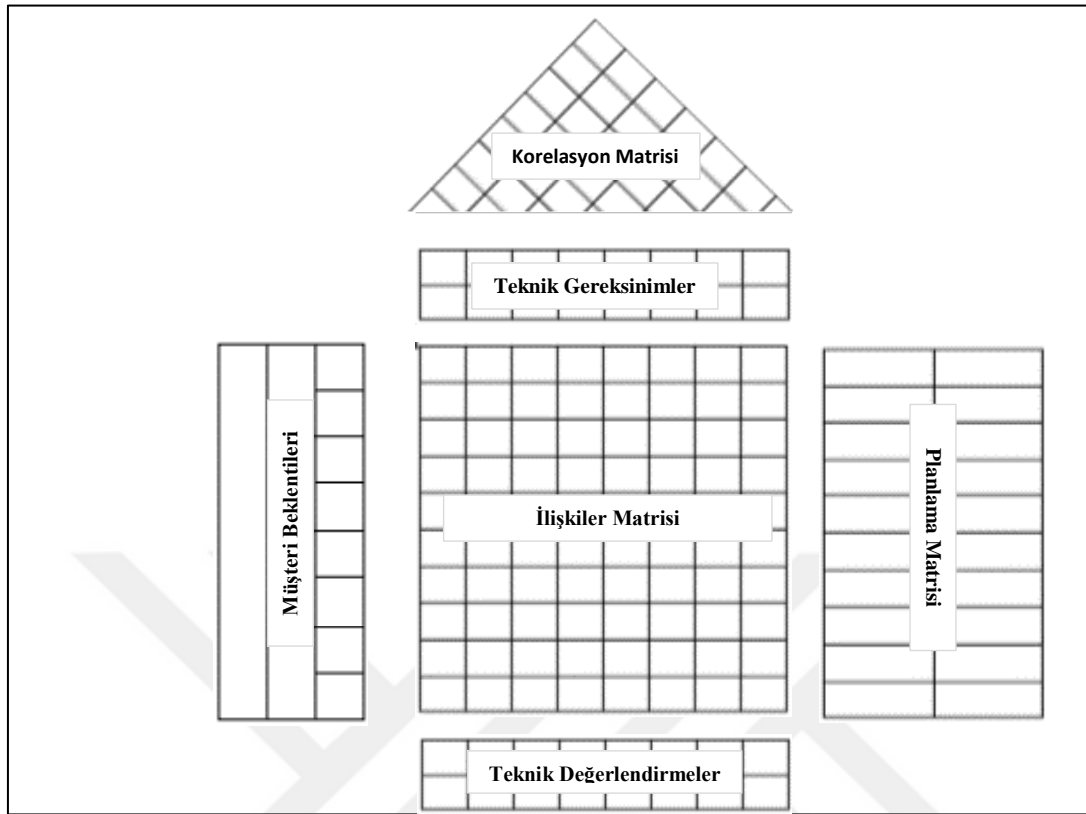 Korelasyon Matrisi
Teknik Gereksinimler
Müşteri Beklentileri
İlişkiler Matrisi
Planlama Matrisi
Teknik Değerlendirmeler